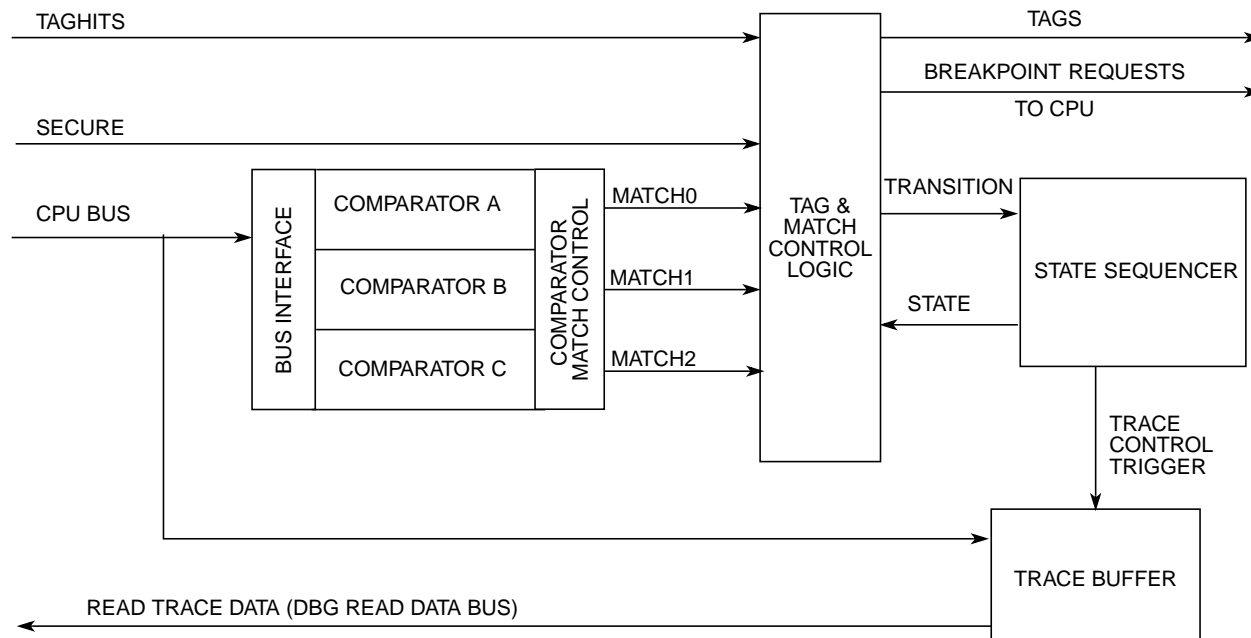 TAGHITS
TAGS
BREAKPOINT REQUESTS
TO CPU
SECURE
CPU BUS
BUS INTERFACE
COMPARATOR A
COMPARATOR B
COMPARATOR C
COMPARATOR
MATCH CONTROL
MATCH0
MATCH1
MATCH2
TAG &
MATCH
CONTROL
LOGIC
TRANSITION
STATE
STATE SEQUENCER
TRACE
CONTROL
TRIGGER
TRACE BUFFER
READ TRACE DATA (DBG READ DATA BUS)